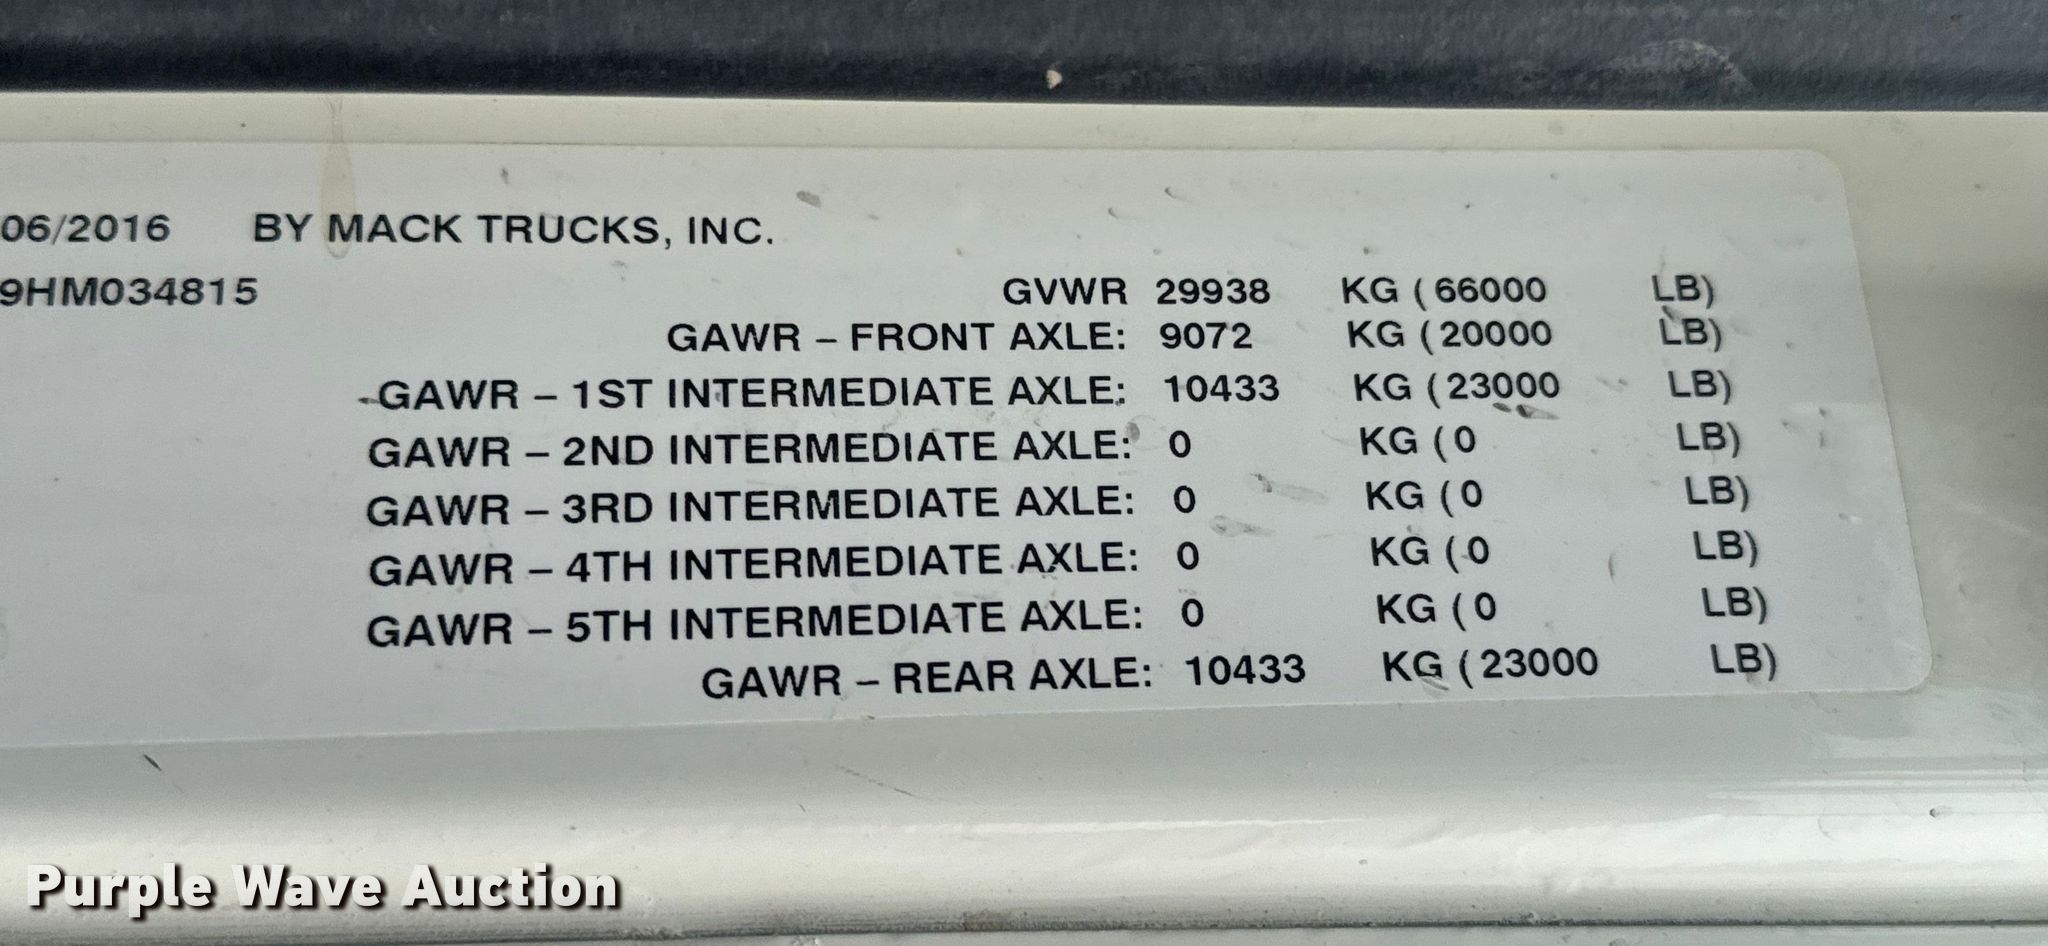 06/2016 BY MACK TRUCKS, INC.
9HM034815 GVWR 29938 KG (66000 LB)
GAWR – FRONT AXLE: 9072 KG (20000 LB)
GAWR – 1ST INTERMEDIATE AXLE: 10433 KG (23000 LB)
GAWR – 2ND INTERMEDIATE AXLE: 0 KG (0 LB)
GAWR – 3RD INTERMEDIATE AXLE: 0 KG (0 LB)
GAWR – 4TH INTERMEDIATE AXLE: 0 KG (0 LB)
GAWR – 5TH INTERMEDIATE AXLE: 0 KG (0 LB)
GAWR – REAR AXLE: 10433 KG (23000 LB)
Purple Wave Auction